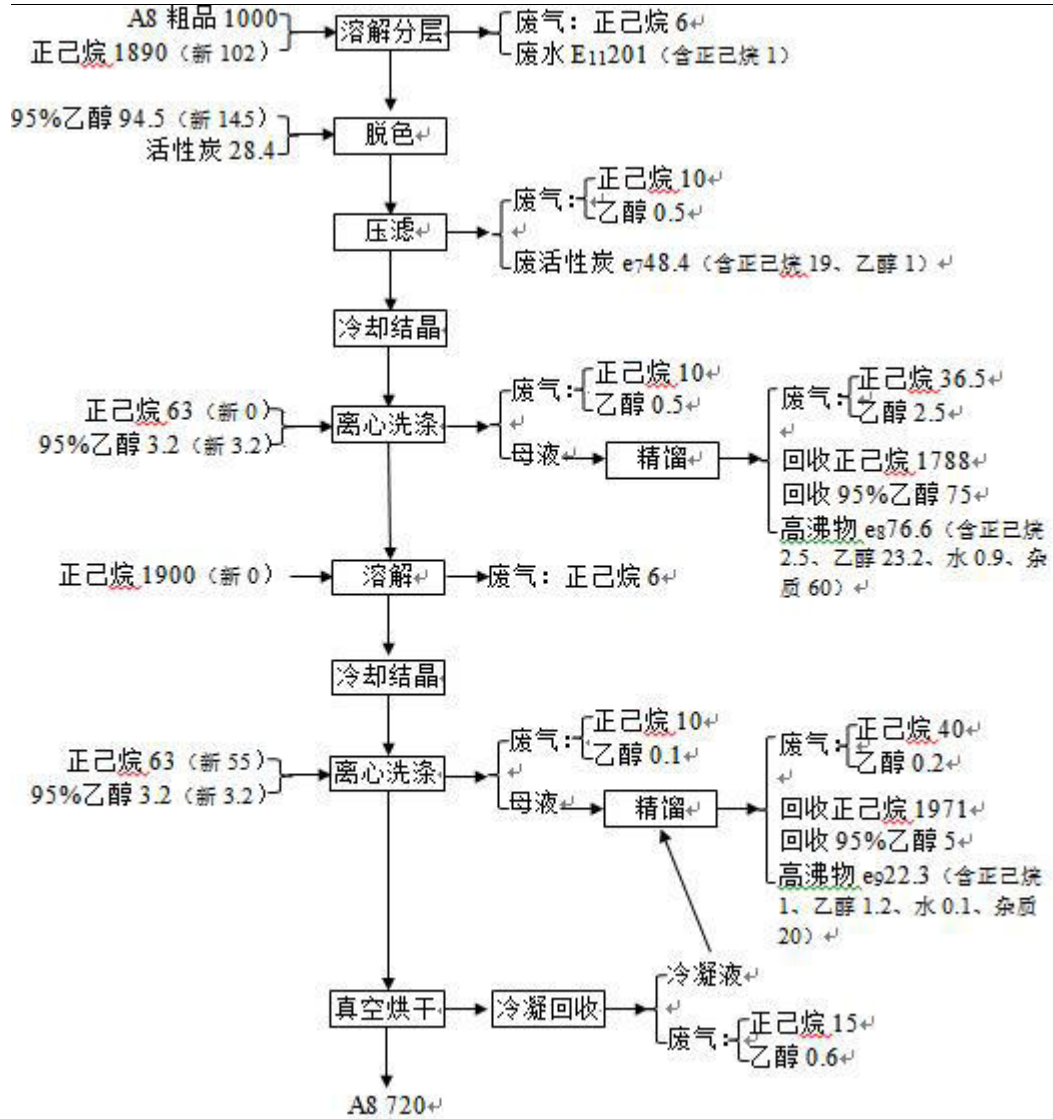 A8 粗品 1000
正己烷 1890（新 102）
溶解分层
废气：正己烷 6
废水 E11201（含正己烷 1）
95%乙醇 94.5（新 14.5）
活性炭 28.4
脱色
压滤
废气：
正己烷 10
乙醇 0.5
废活性炭 e748.4（含正己烷 19、乙醇 1）
冷却结晶
正己烷 63（新 0）
95%乙醇 3.2（新 3.2）
离心洗涤
废气：
正己烷 10
乙醇 0.5
母液
精馏
废气：
正己烷 36.5
乙醇 2.5
回收正己烷 1788
回收 95%乙醇 75
高沸物 e876.6（含正己烷
2.5、乙醇 23.2、水 0.9、杂
质 60）
正己烷 1900（新 0）
溶解
废气：正己烷 6
冷却结晶
正己烷 63（新 55）
95%乙醇 3.2（新 3.2）
离心洗涤
废气：
正己烷 10
乙醇 0.1
母液
精馏
废气：
正己烷 40
乙醇 0.2
回收正己烷 1971
回收 95%乙醇 5
高沸物 e922.3（含正己烷
1、乙醇 1.2、水 0.1、杂质
20）
真空烘干
冷凝回收
冷凝液
废气：
正己烷 15
乙醇 0.6
A8 720